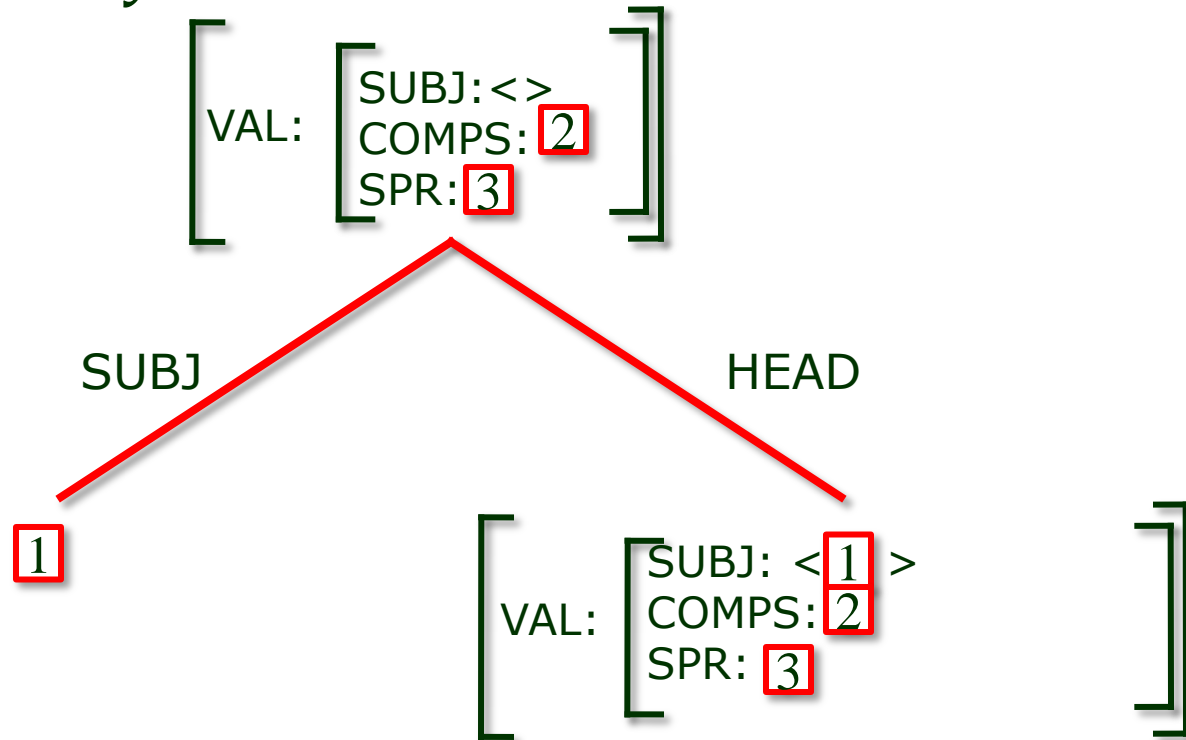 VAL:
SUBJ:<>
COMPS: 2
SPR: 3
SUBJ
HEAD
1
VAL:
SUBJ: < 1 >
COMPS: 2
SPR: 3